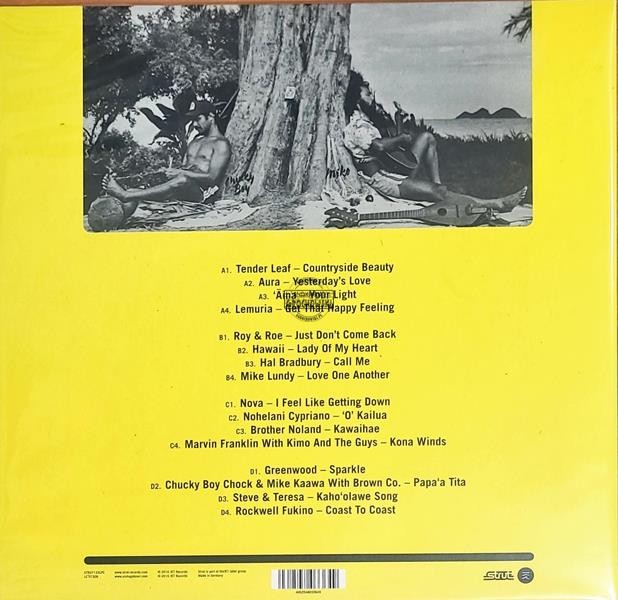 Chucky Boy
Mike
A1. Tender Leaf – Countryside Beauty
A2. Aura – Yesterday's Love
A3. 'Āina – Your Light
A4. Lemuria – Get That Happy Feeling
B1. Roy & Roe – Just Don't Come Back
B2. Hawaii – Lady Of My Heart
B3. Hal Bradbury – Call Me
B4. Mike Lundy – Love One Another
C1. Nova – I Feel Like Getting Down
C2. Nohelani Cypriano – 'O' Kailua
C3. Brother Noland – Kawaihae
C4. Marvin Franklin With Kimo And The Guys – Kona Winds
D1. Greenwood – Sparkle
D2. Chucky Boy Chock & Mike Kaawa With Brown Co. – Papa'a Tita
D3. Steve & Teresa – Kaho'olawe Song
D4. Rockwell Fukino – Coast To Coast
www.strut-records.com
Made in Germany
strut